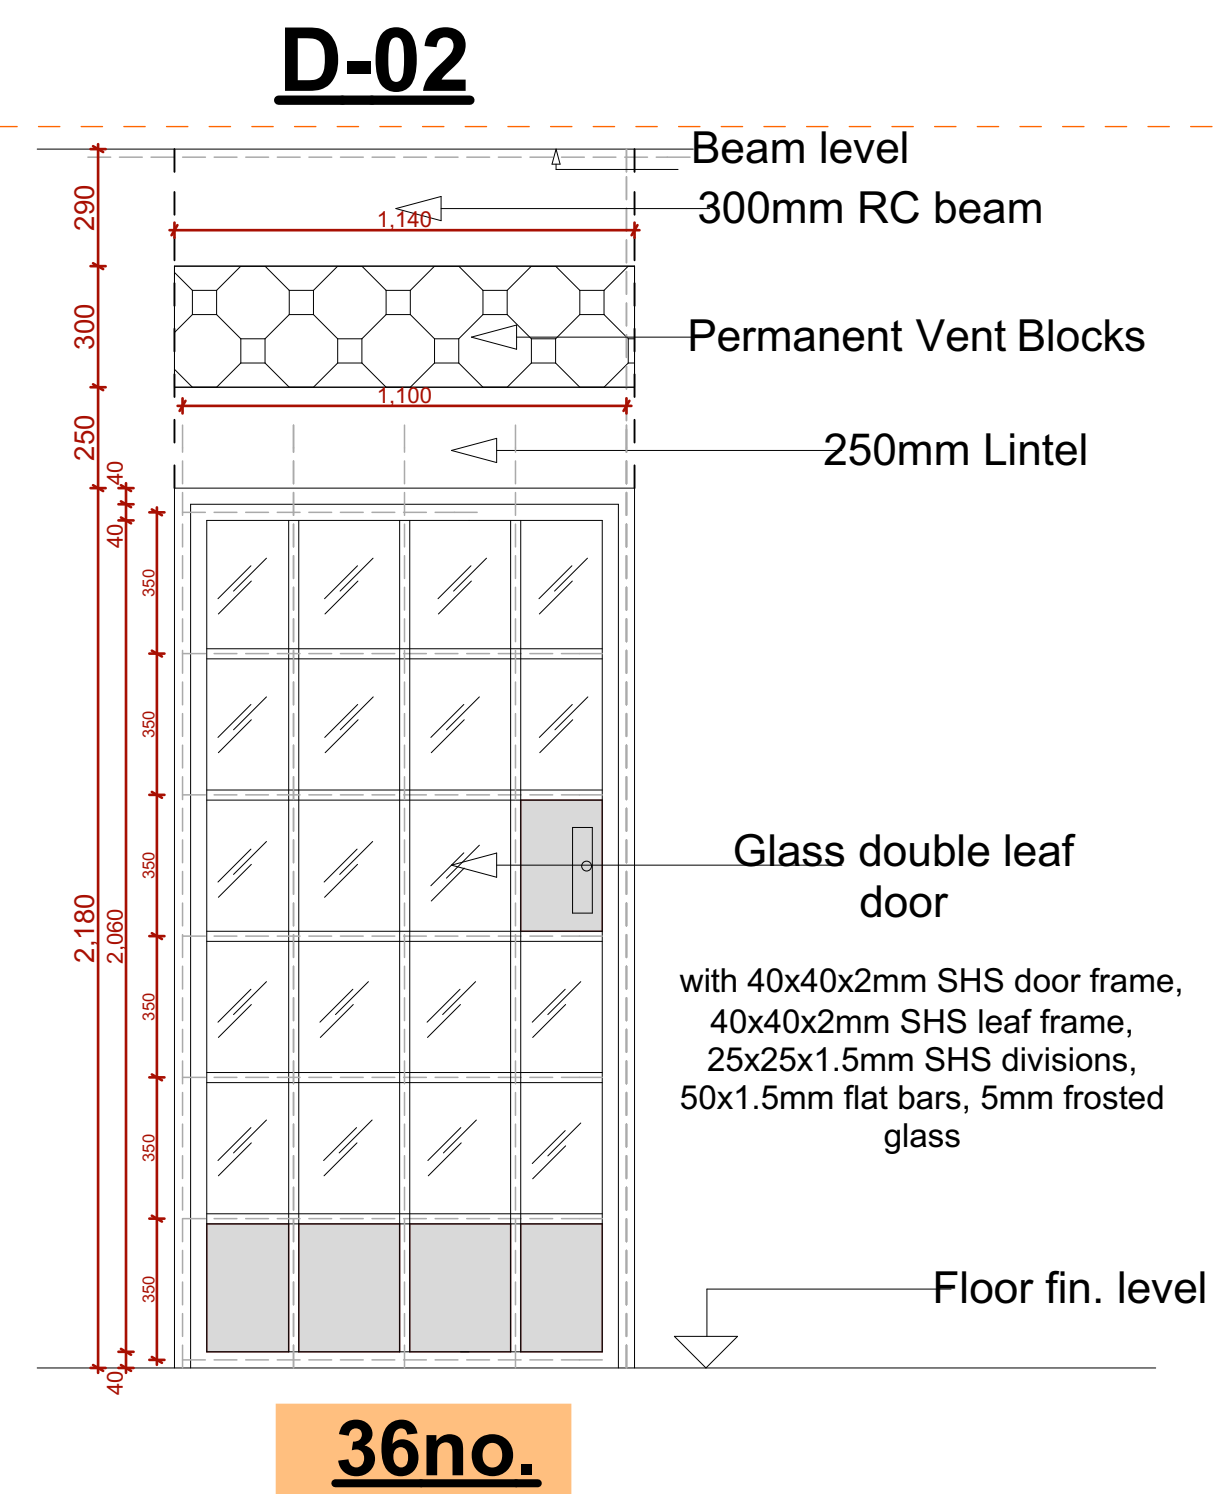 D-02
Beam level
290
300mm RC beam
1,140
300
Permanent Vent Blocks
1,100
250
250mm Lintel
40
40
350
350
350
Glass double leaf
door
2,180
2,060
with 40x40x2mm SHS door frame,
40x40x2mm SHS leaf frame,
25x25x1.5mm SHS divisions,
50x1.5mm flat bars, 5mm frosted
glass
350
350
350
Floor fin. level
40
36no.